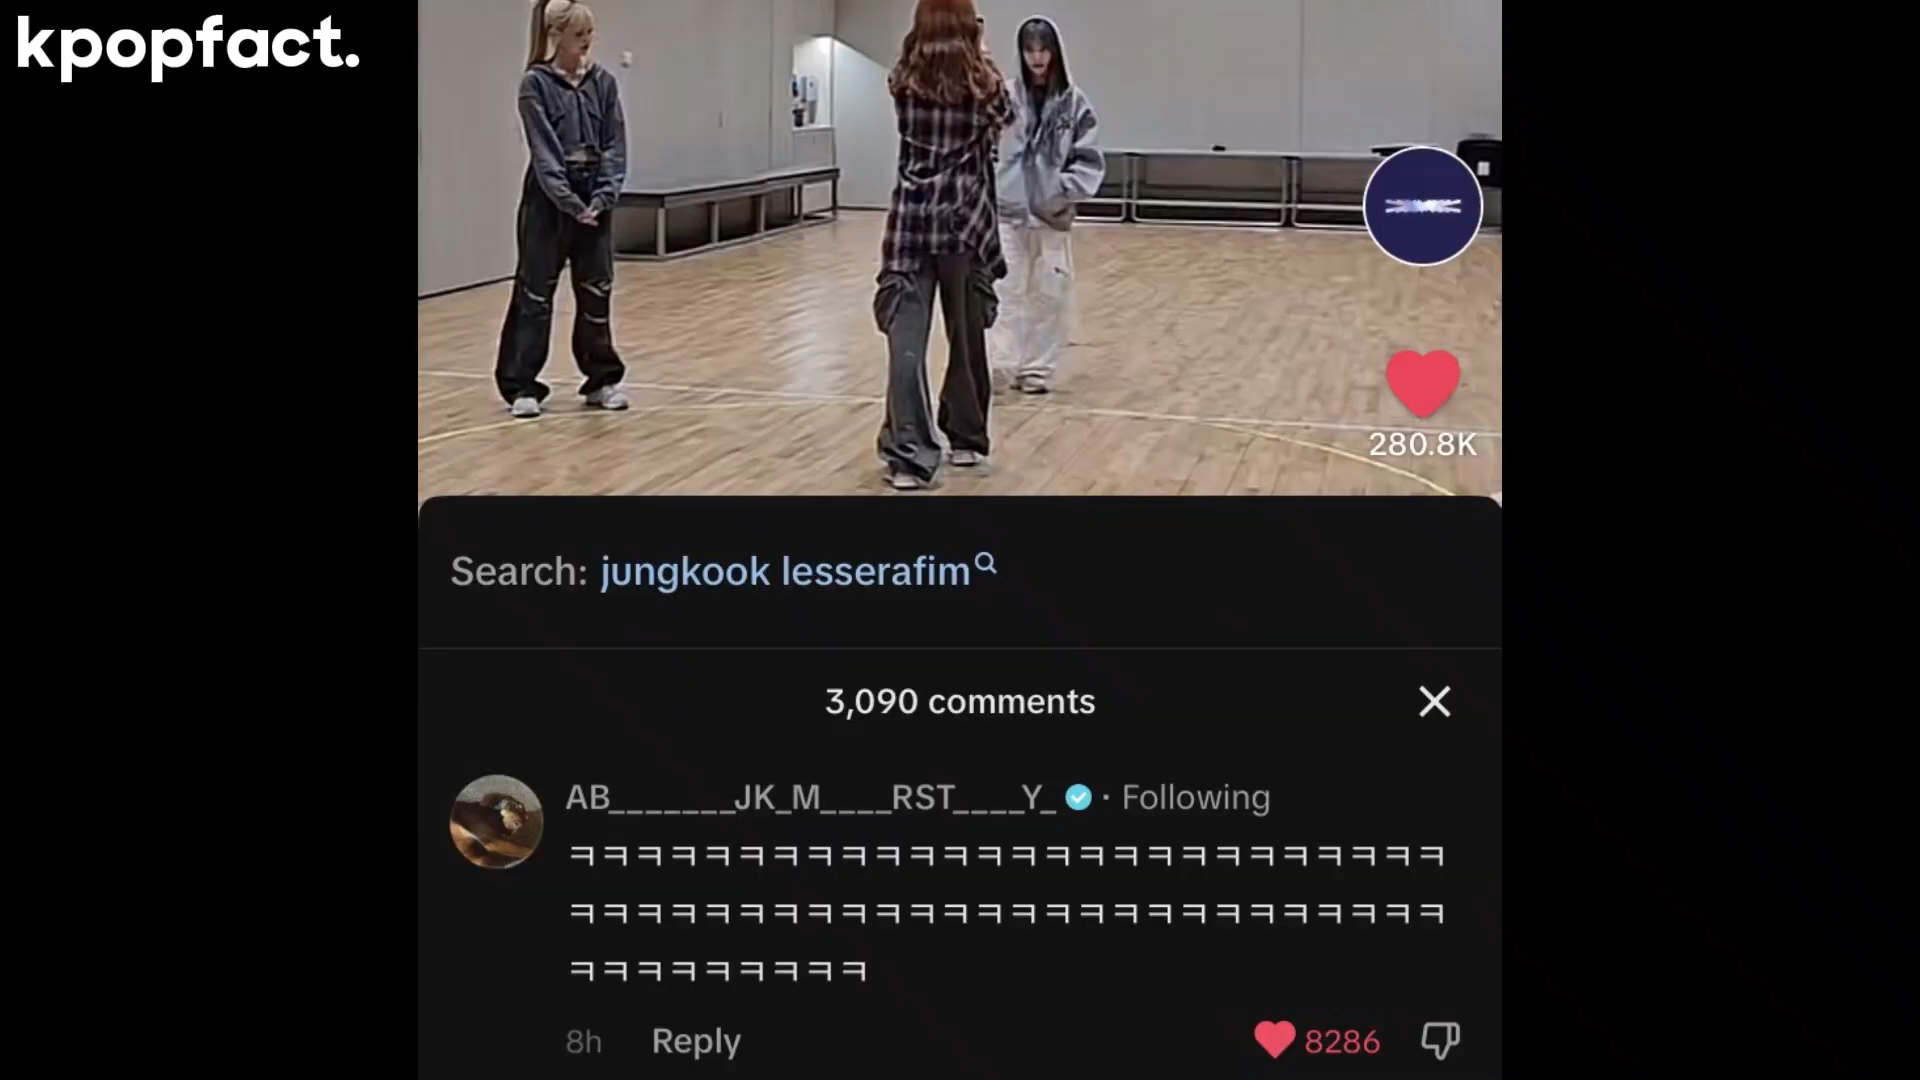 kpopfact.
280.8K
Search: jungkook lesserafim
3,090 comments
AB_______JK_M____RST____Y_ · Following
ㅋㅋㅋㅋㅋㅋㅋㅋㅋㅋㅋㅋㅋㅋㅋㅋㅋㅋㅋㅋㅋㅋㅋㅋㅋㅋ
ㅋㅋㅋㅋㅋㅋㅋㅋㅋㅋㅋㅋㅋㅋㅋㅋㅋㅋㅋㅋㅋㅋㅋㅋㅋㅋ
ㅋㅋㅋㅋㅋㅋㅋㅋㅋ
8h Reply 8286